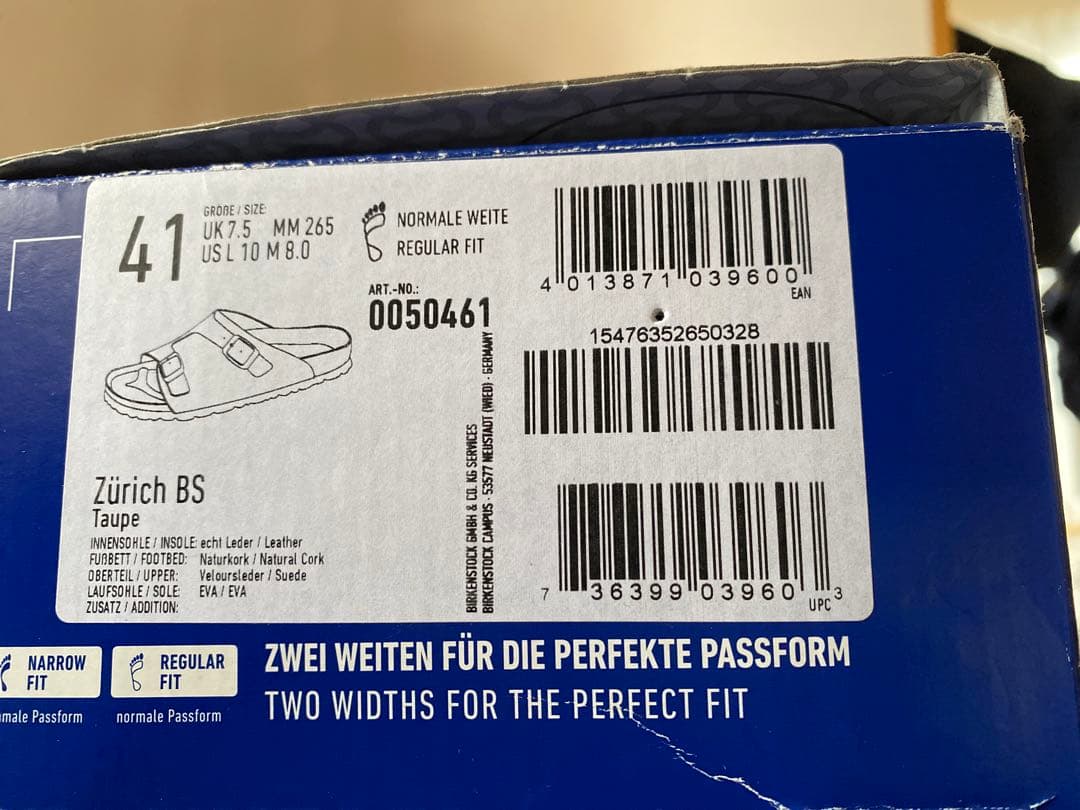 41
GRÖßE / SIZE:
UK 7.5 MM 265
US L 10 M 8.0
NORMALE WEITE
REGULAR FIT
ART.-NO.:
0050461
4 013871 039600
EAN
15476352650328
Zürich BS
Taupe
INNENSOHLE / INSOLE: echt Leder / Leather
FUßBETT / FOOTBED: Naturkork / Natural Cork
OBERTEIL / UPPER: Veloursleder / Suede
LAUFSOHLE / SOLE: EVA / EVA
ZUSATZ / ADDITION:
BIRKENSTOCK GMBH & CO. KG SERVICES
BIRKENSTOCK CAMPUS · 53577 NEUSTADT (WIED) · GERMANY
7 36399 03960 3
UPC
NARROW
FIT
male Passform
REGULAR
FIT
normale Passform
ZWEI WEITEN FÜR DIE PERFEKTE PASSFORM
TWO WIDTHS FOR THE PERFECT FIT